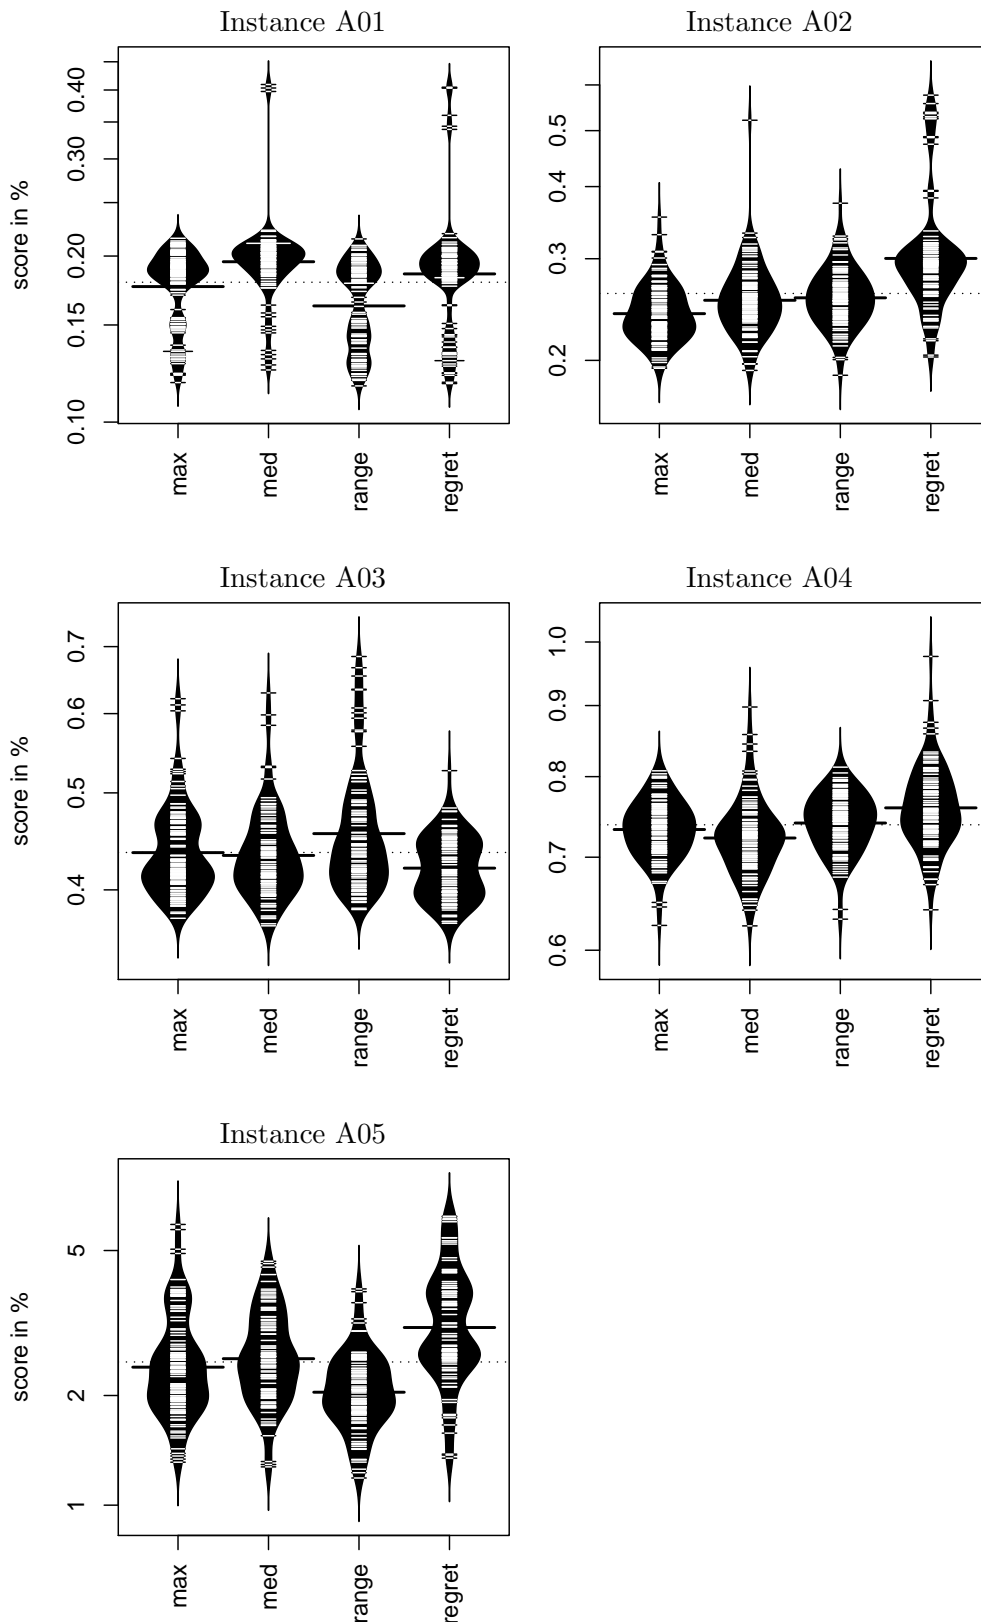 Instance A01
Instance A02
score in %
0.40
0.30
0.20
0.15
0.10
0.5
0.4
0.3
0.2
max
med
range
regret
max
med
range
regret
Instance A03
Instance A04
score in %
0.7
0.6
0.5
0.4
1.0
0.9
0.8
0.7
0.6
max
med
range
regret
max
med
range
regret
Instance A05
score in %
5
2
1
max
med
range
regret